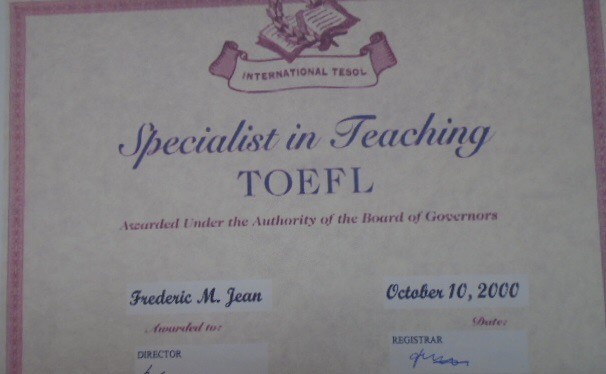 INTERNATIONAL TESOL
Specialist in Teaching
TOEFL
Awarded Under the Authority of the Board of Governors
Frederic M. Jean
October 10, 2000
Awarded to:
Date:
DIRECTOR
REGISTRAR